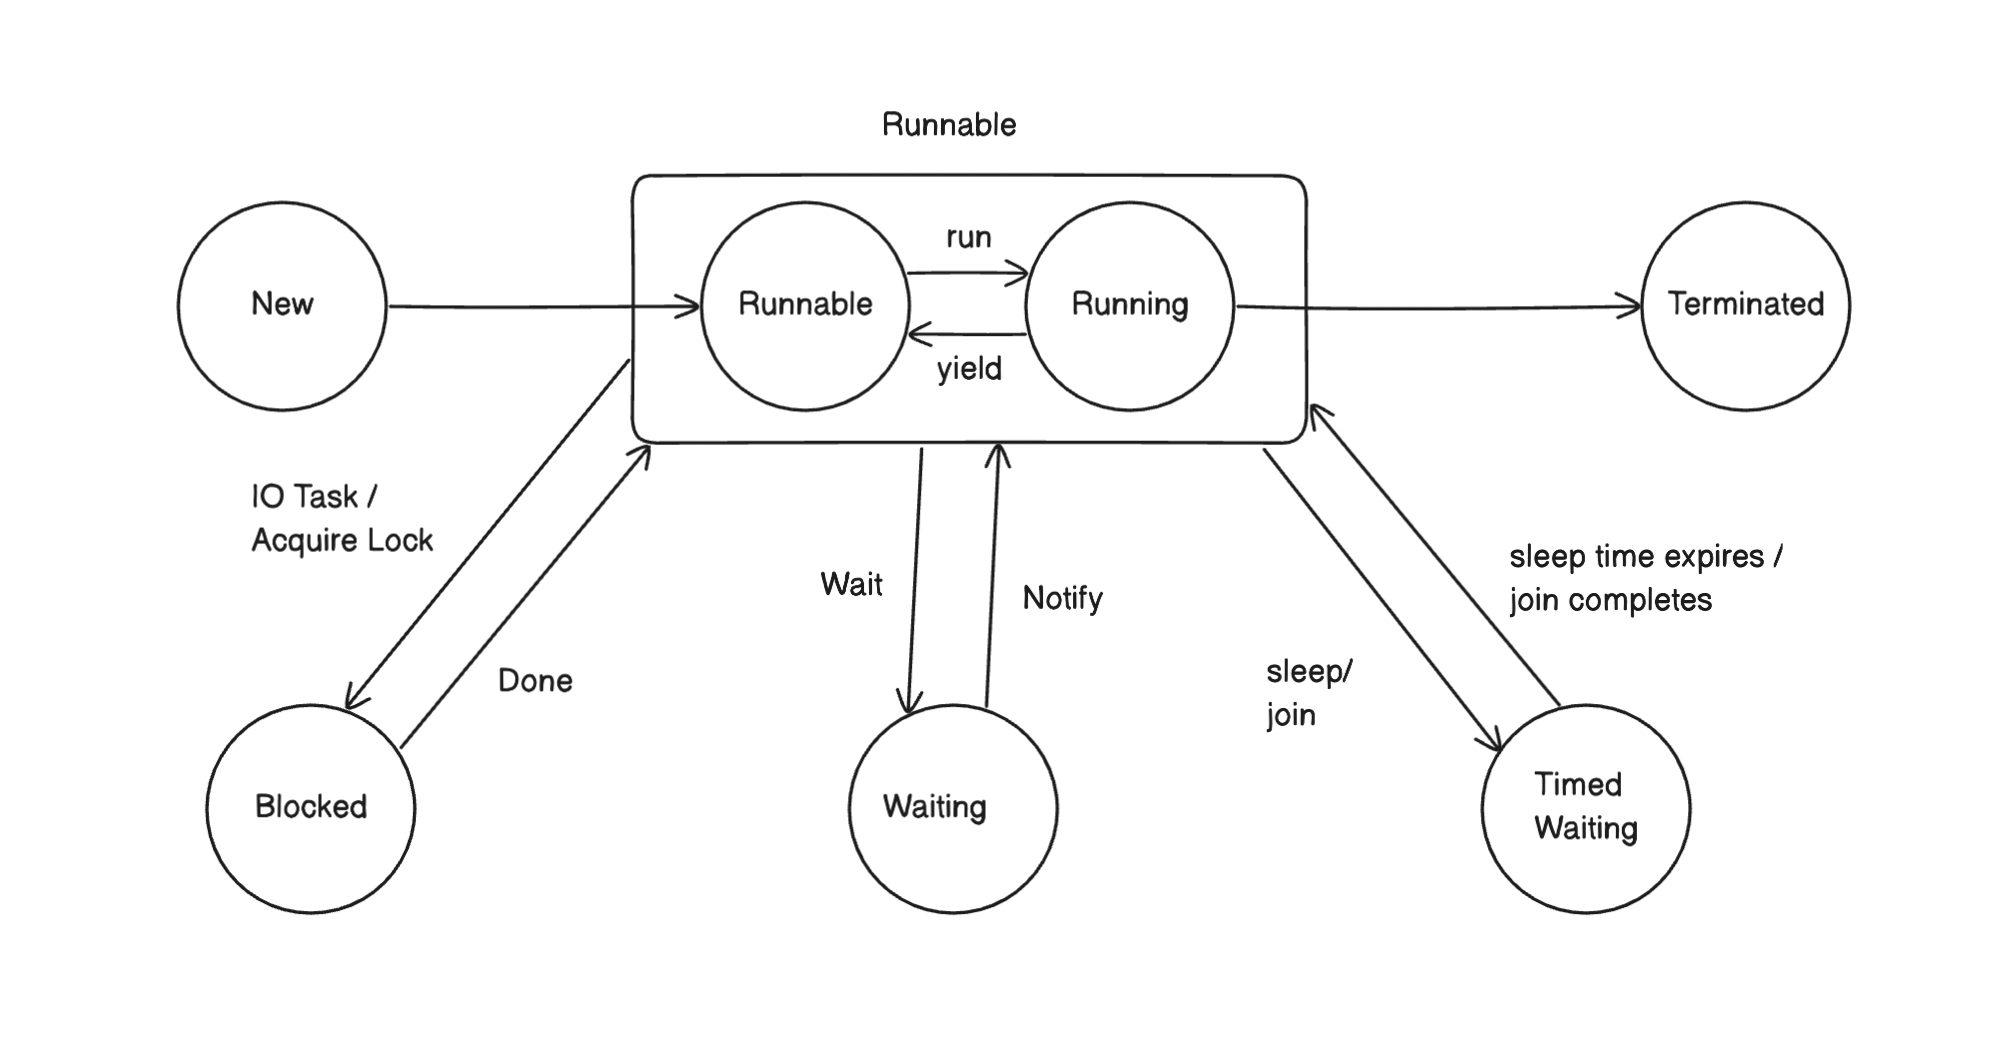 Runnable
New
Runnable
run
yield
Running
Terminated
IO Task /
Acquire Lock
Done
Wait
Notify
sleep/
join
sleep time expires /
join completes
Blocked
Waiting
Timed
Waiting